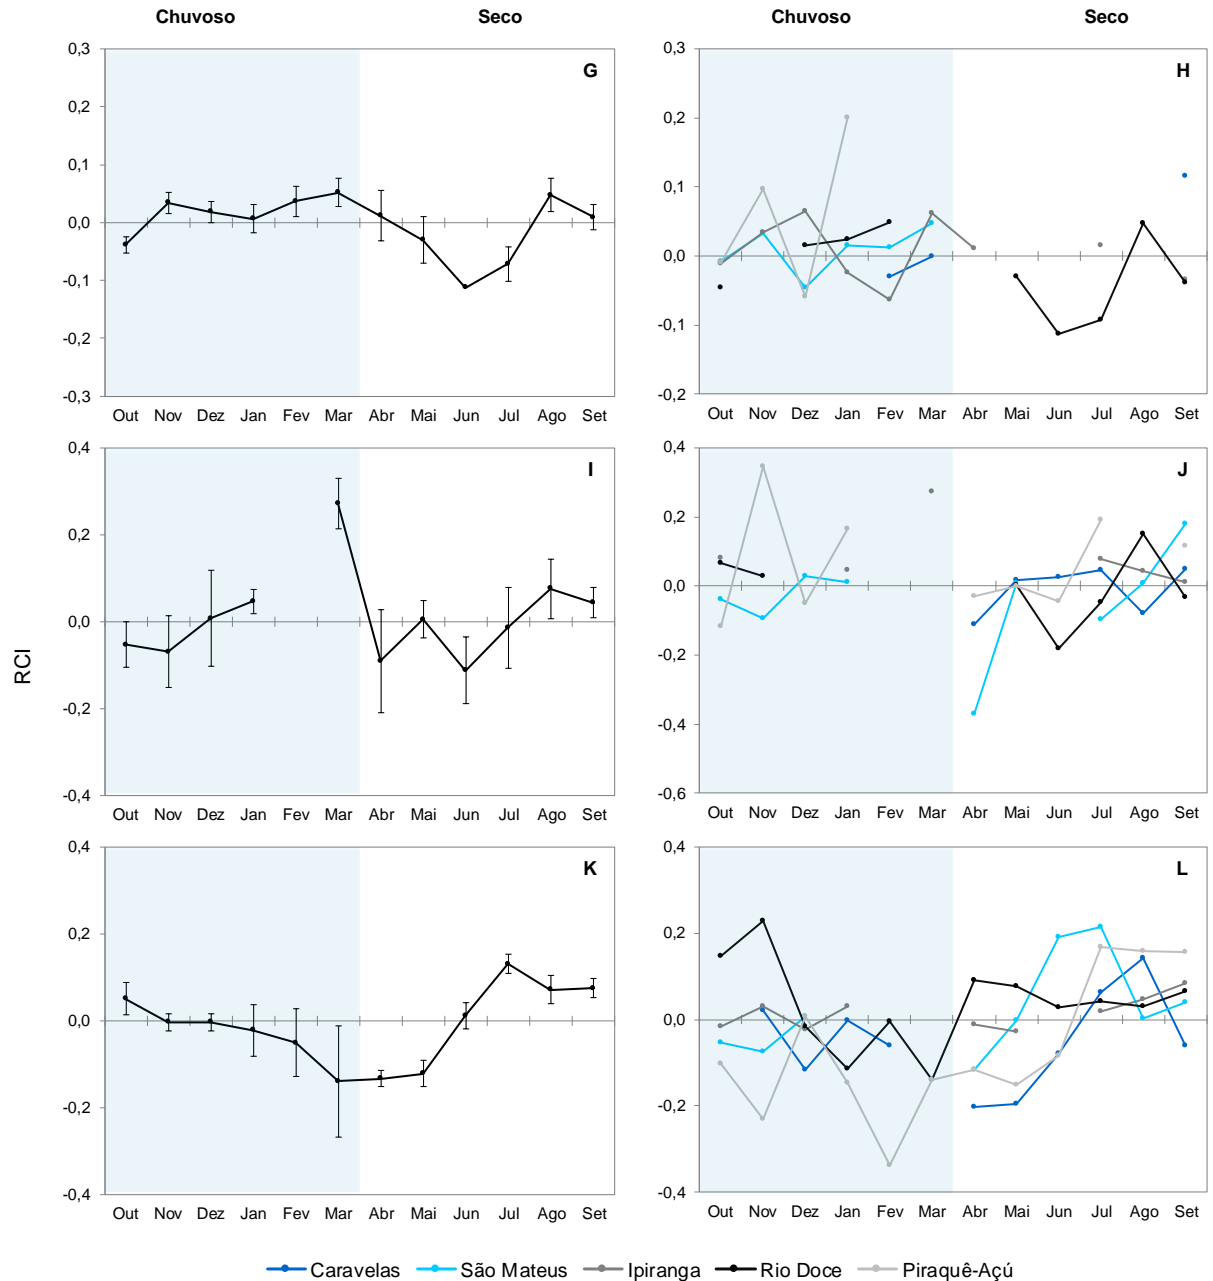 Chuvoso Seco Chuvoso Seco
0,3
0,2
0,1
0,0
-0,1
-0,2
-0,3
G
Out Nov Dez Jan Fev Mar Abr Mai Jun Jul Ago Set
0,3
0,2
0,1
0,0
-0,1
-0,2
H
Out Nov Dez Jan Fev Mar Abr Mai Jun Jul Ago Set
RCI
0,4
0,2
0,0
-0,2
-0,4
I
Out Nov Dez Jan Fev Mar Abr Mai Jun Jul Ago Set
0,4
0,2
0,0
-0,2
-0,4
-0,6
J
Out Nov Dez Jan Fev Mar Abr Mai Jun Jul Ago Set
0,4
0,2
0,0
-0,2
-0,4
K
Out Nov Dez Jan Fev Mar Abr Mai Jun Jul Ago Set
0,4
0,2
0,0
-0,2
-0,4
L
Out Nov Dez Jan Fev Mar Abr Mai Jun Jul Ago Set
Caravelas São Mateus Ipiranga Rio Doce Piraquê-Açú